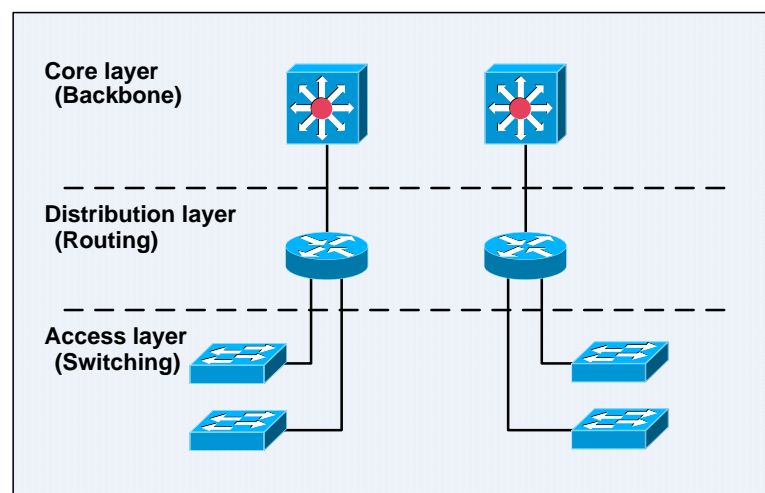 Core layer
(Backbone)
Distribution layer
(Routing)
Access layer
(Switching)